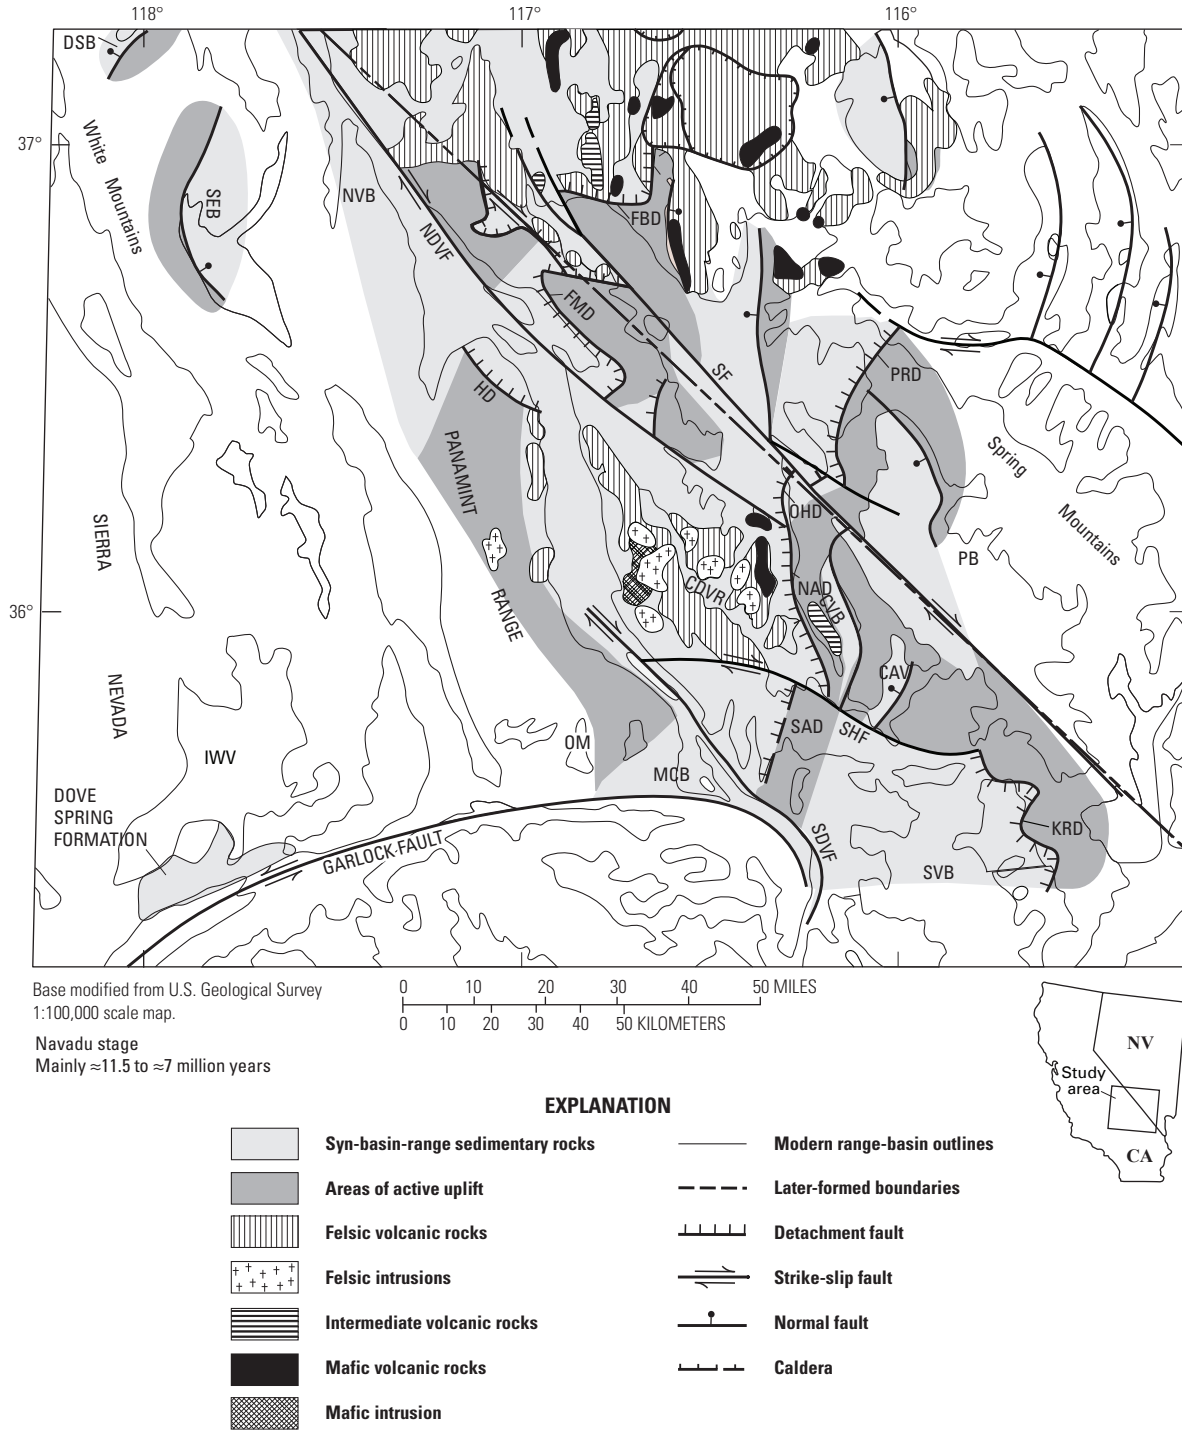 118°
117°
116°
DSB
37°
White
Mountains
SEB
NVB
NDVF
FBD
FMD
SF
PRD
HD
PANAMINT
RANGE
Spring
Mountains
OHD
PB
SIERRA
NEVADA
36°
CDVR
NAD
CVB
CAV
OM
SAD
SHF
IWV
MCB
DOVE
SPRING
FORMATION
GARLOCK FAULT
SDVF
SVB
KRD
Base modified from U.S. Geological Survey
1:100,000 scale map.
0 10 20 30 40 50 MILES
0 10 20 30 40 50 KILOMETERS
Navadu stage
Mainly ≈11.5 to ≈7 million years
NV
Study
area
CA
EXPLANATION
Syn-basin-range sedimentary rocks
Areas of active uplift
Felsic volcanic rocks
Felsic intrusions
Intermediate volcanic rocks
Mafic volcanic rocks
Mafic intrusion
Modern range-basin outlines
Later-formed boundaries
Detachment fault
Strike-slip fault
Normal fault
Caldera